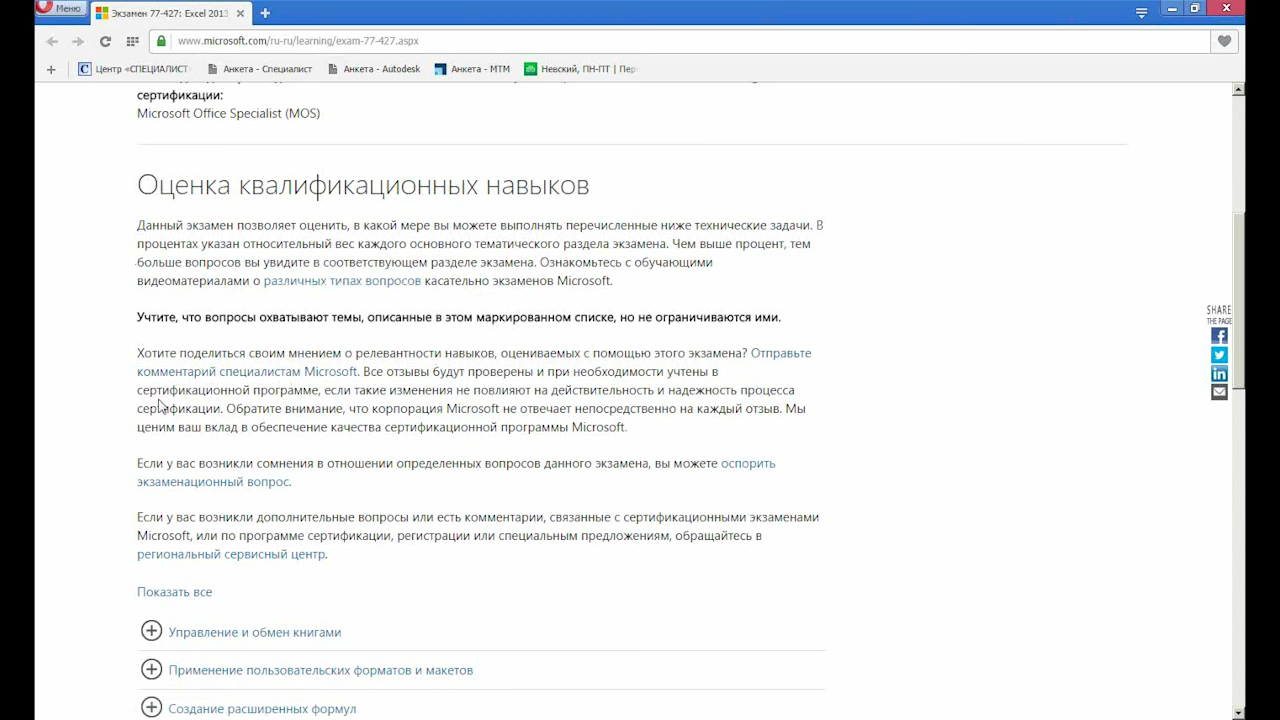 Меню
Экзамен 77-427: Excel 2013
www.microsoft.com/ru-ru/learning/exam-77-427.aspx
Центр «СПЕЦИАЛИСТ
Анкета - Специалист
Анкета - Autodesk
Анкета - МТМ
Невский, ПН-ПТ | Пер
сертификации:
Microsoft Office Specialist (MOS)
Оценка квалификационных навыков
Данный экзамен позволяет оценить, в какой мере вы можете выполнять перечисленные ниже технические задачи. В
процентах указан относительный вес каждого основного тематического раздела экзамена. Чем выше процент, тем
больше вопросов вы увидите в соответствующем разделе экзамена. Ознакомьтесь с обучающими
видеоматериалами о различных типах вопросов касательно экзаменов Microsoft.
Учтите, что вопросы охватывают темы, описанные в этом маркированном списке, но не ограничиваются ими.
Хотите поделиться своим мнением о релевантности навыков, оцениваемых с помощью этого экзамена? Отправьте
комментарий специалистам Microsoft. Все отзывы будут проверены и при необходимости учтены в
сертификационной программе, если такие изменения не повлияют на действительность и надежность процесса
сертификации. Обратите внимание, что корпорация Microsoft не отвечает непосредственно на каждый отзыв. Мы
ценим ваш вклад в обеспечение качества сертификационной программы Microsoft.
Если у вас возникли сомнения в отношении определенных вопросов данного экзамена, вы можете оспорить
экзаменационный вопрос.
Если у вас возникли дополнительные вопросы или есть комментарии, связанные с сертификационными экзаменами
Microsoft, или по программе сертификации, регистрации или специальным предложениям, обращайтесь в
региональный сервисный центр.
Показать все
Управление и обмен книгами
Применение пользовательских форматов и макетов
Создание расширенных формул
SHARE
THE PAGE